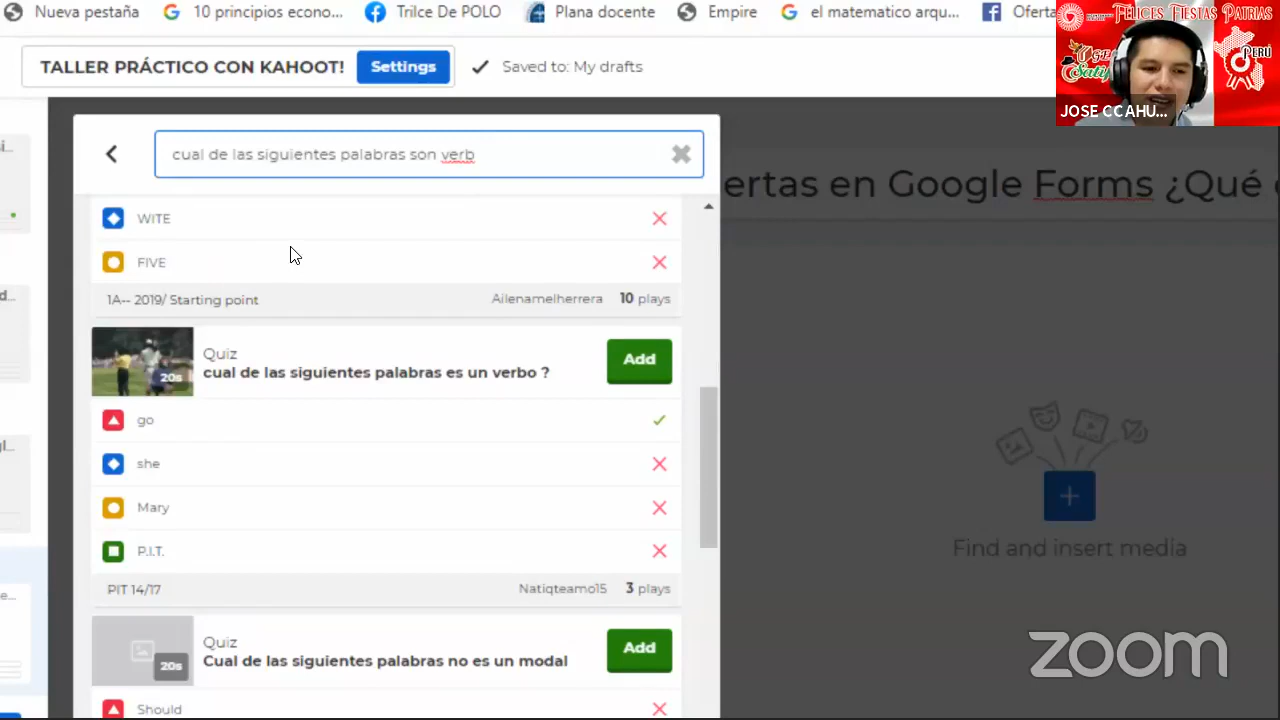 Nueva pestaña
10 principios econo...
Trilce De POLO
Plana docente
Empire
el matematico arqu...
Oferta
FELICES FIESTAS PATRIAS
PERÚ
JOSE CCAHU...
TALLER PRÁCTICO CON KAHOOT!
Settings
Saved to: My drafts
cual de las siguientes palabras son verb
ertas en Google Forms ¿Qué
WITE
FIVE
1A-- 2019/ Starting point
Ailenamelherrera
10 plays
20s
Quiz
cual de las siguientes palabras es un verbo ?
Add
go
she
Mary
P.I.T.
PIT 14/17
Natiqteamo15
3 plays
Find and insert media
20s
Quiz
Cual de las siguientes palabras no es un modal
Add
Should
zoom